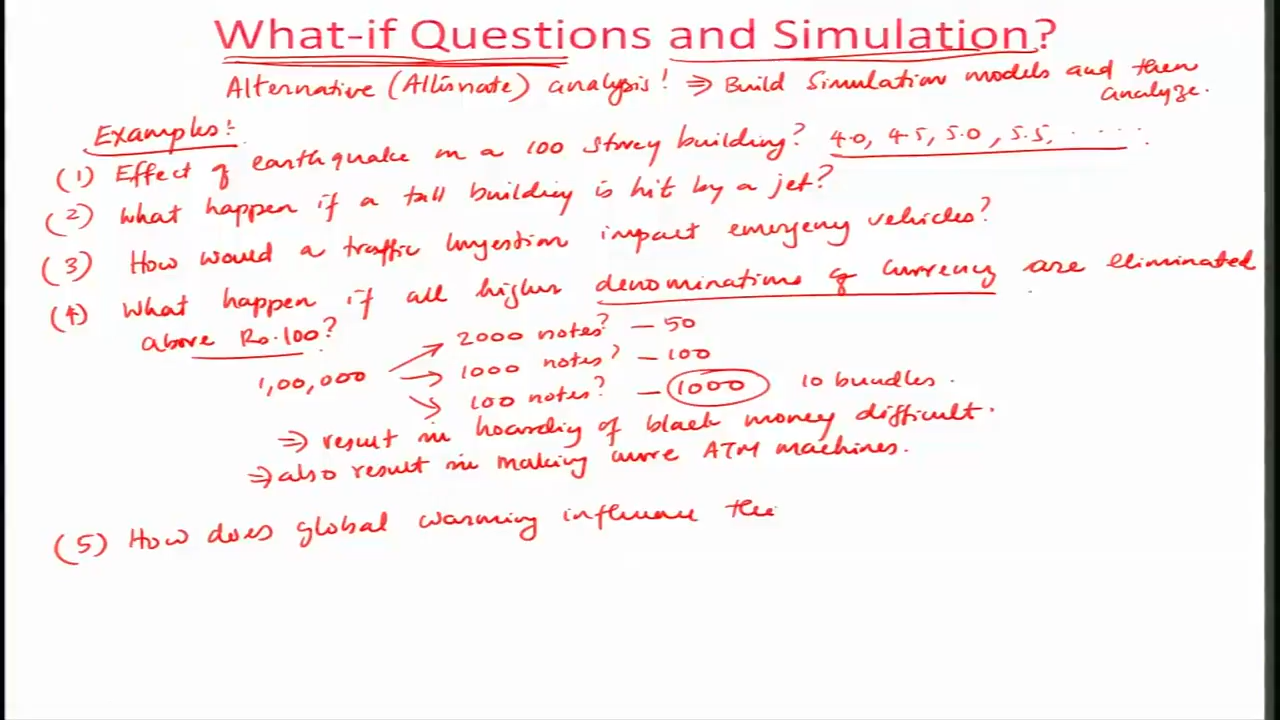 What-if Questions and Simulation?
Alternative (Alternate) analysis! ⇒ Build Simulation models and then analyze.
Examples:-
(1) Effect of earthquake on a 100 storey building? 4.0, 4.5, 5.0, 5.5, .....
(2) What happen if a tall building is hit by a jet?
(3) How would a traffic congestion impact emergency vehicles?
(4) What happen if all higher denominations of currency are eliminated
above Rs.100?
1,00,000
2000 notes? - 50
1000 notes? - 100
100 notes? - 1000 10 bundles.
⇒ result in hoarding of black money difficult.
⇒ also result in making more ATM machines.
(5) How does global warming influence the